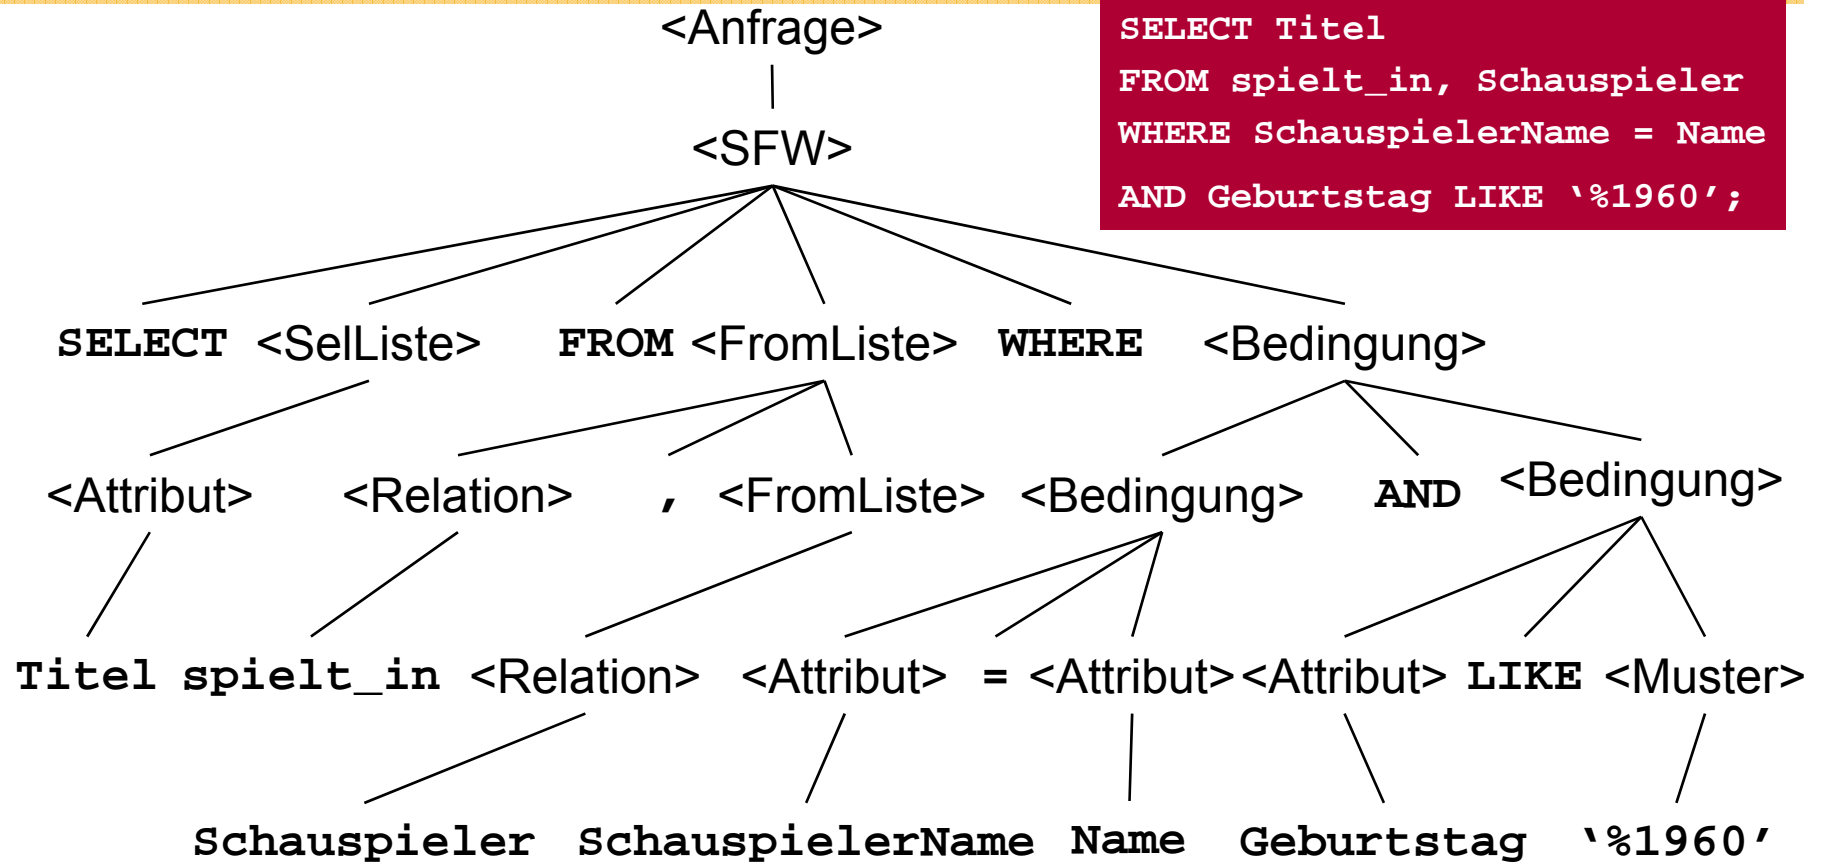 <Anfrage>
SELECT Titel
FROM spielt_in, Schauspieler
WHERE SchauspielerName = Name
AND Geburtstag LIKE ‘%1960’;
<SFW>
SELECT <SelListe> FROM <FromListe> WHERE <Bedingung>
<Attribut> <Relation> , <FromListe> <Bedingung> AND <Bedingung>
Titel spielt_in <Relation> <Attribut> = <Attribut> <Attribut> LIKE <Muster>
Schauspieler SchauspielerName Name Geburtstag ‘%1960’